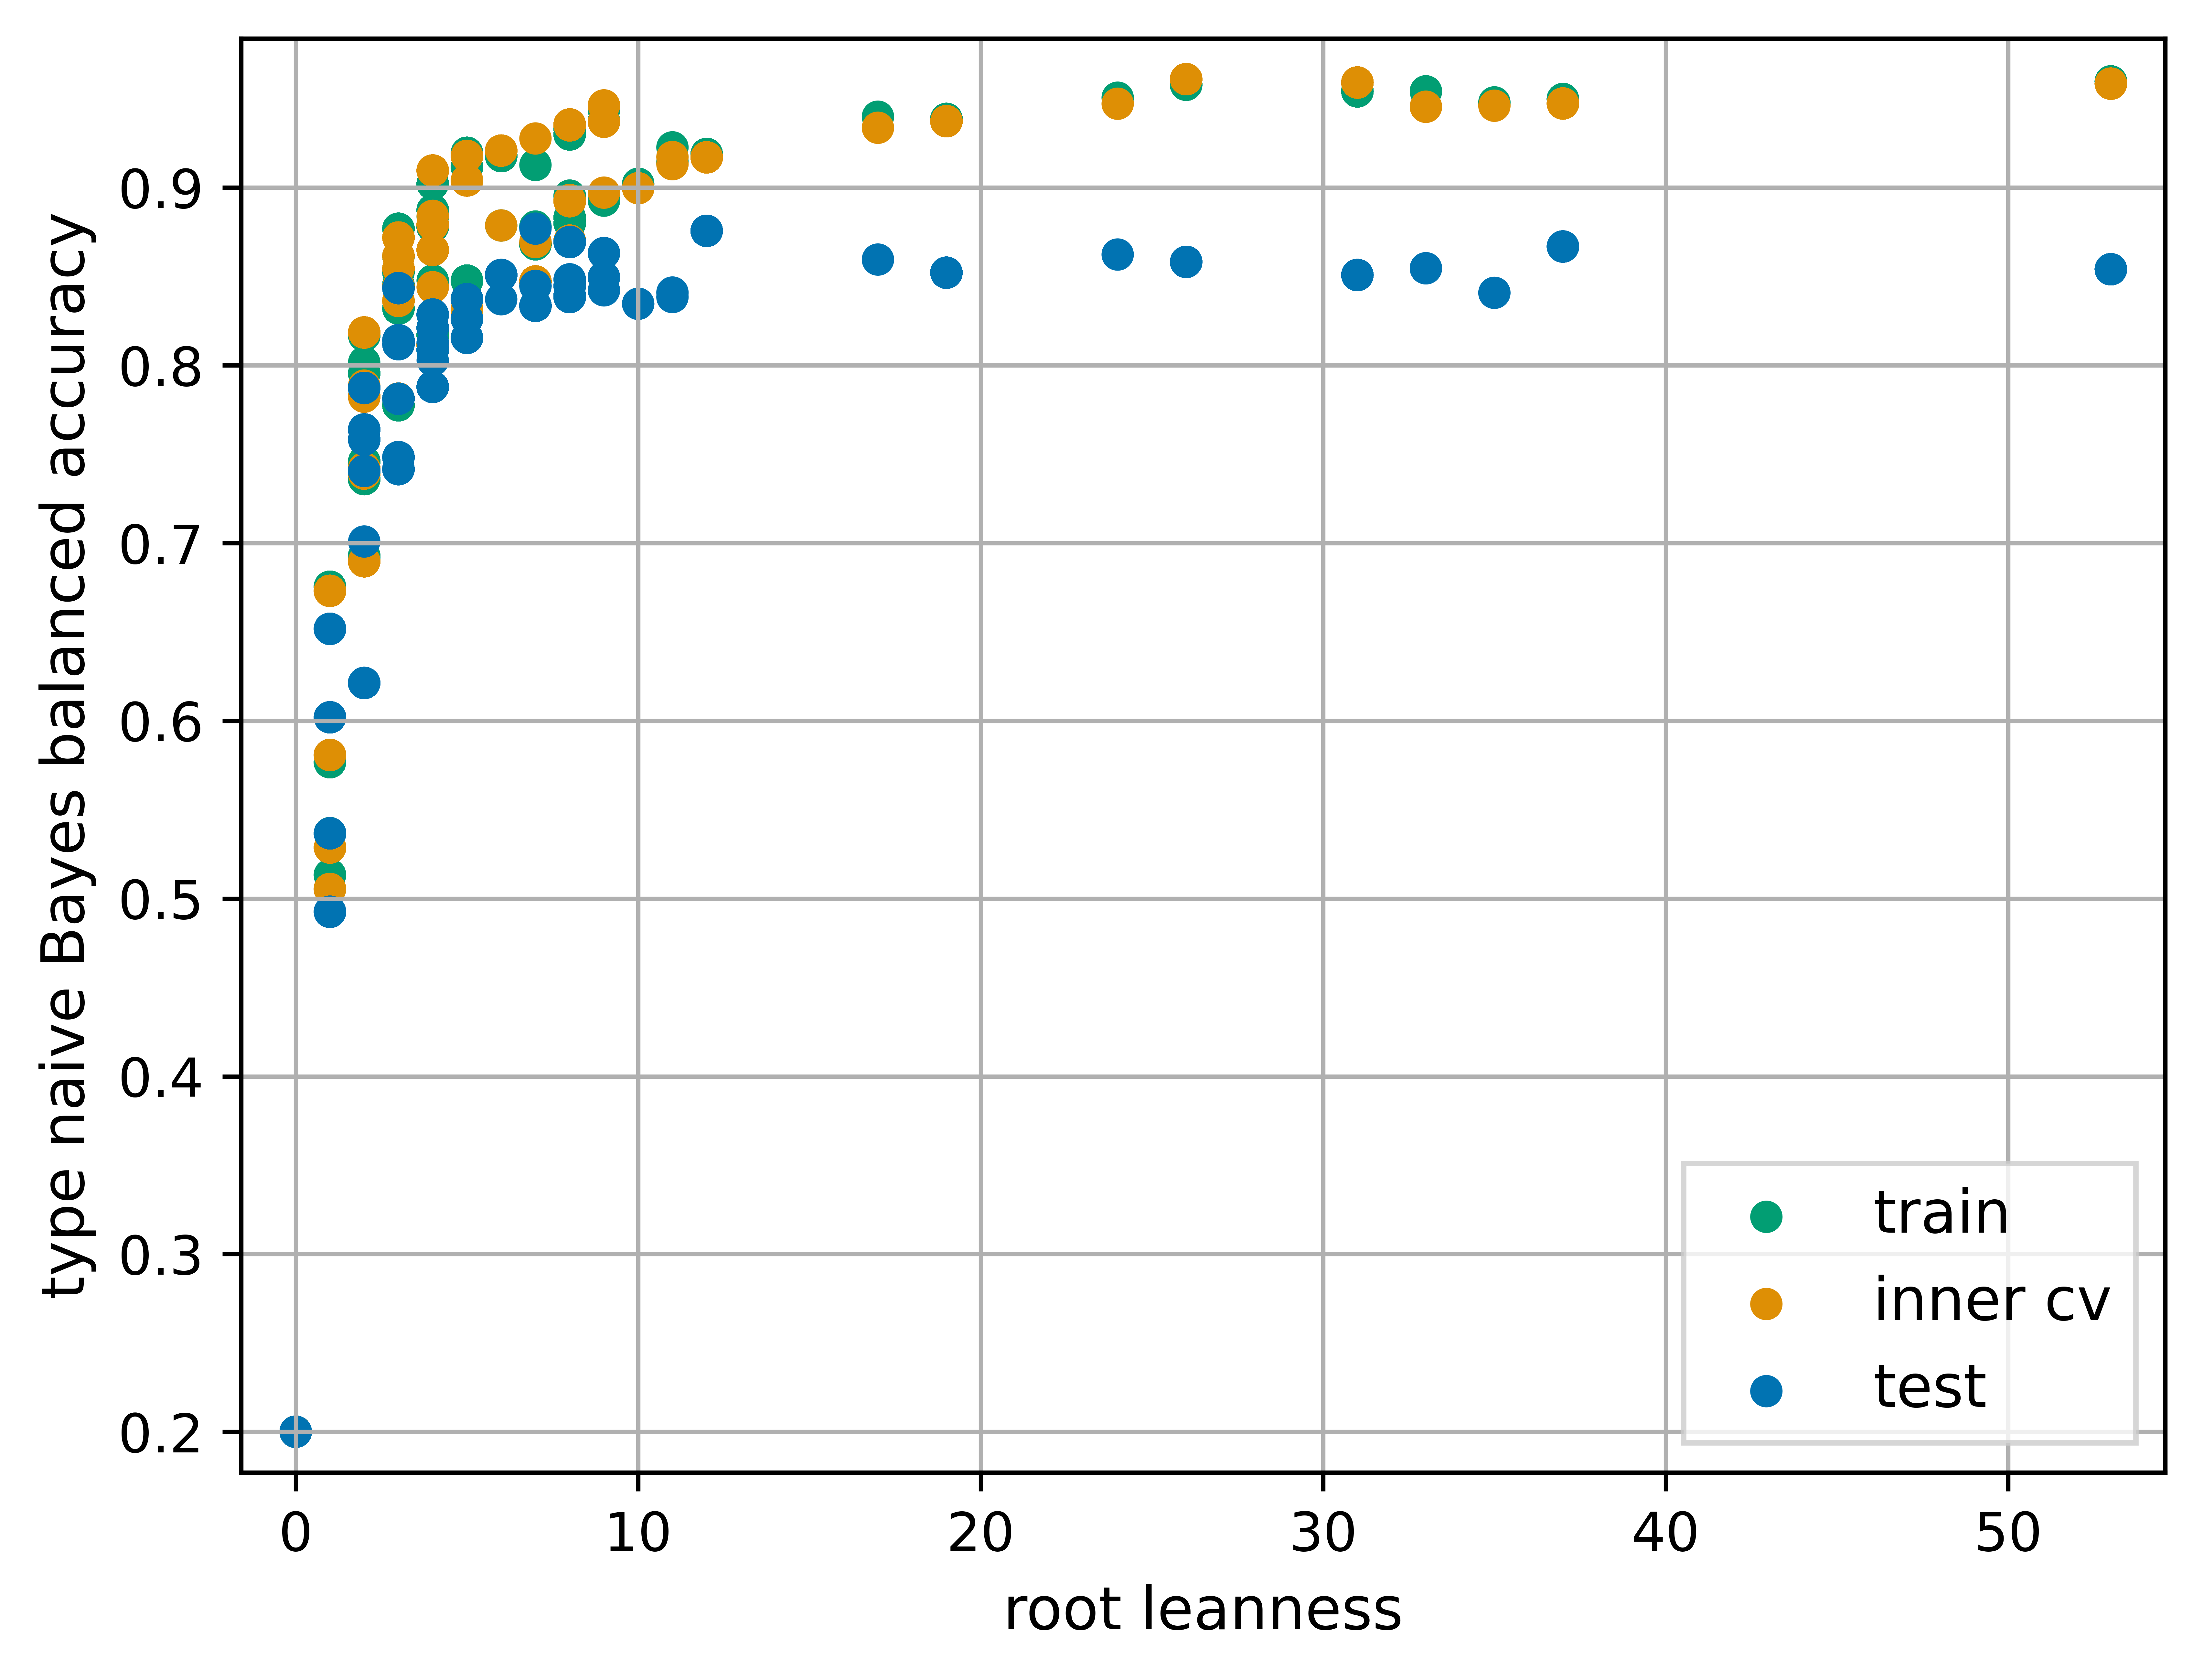 type naive Bayes balanced accuracy
0.9
0.8
0.7
0.6
0.5
0.4
0.3
0.2
train
inner cv
test
0 10 20 30 40 50
root leanness